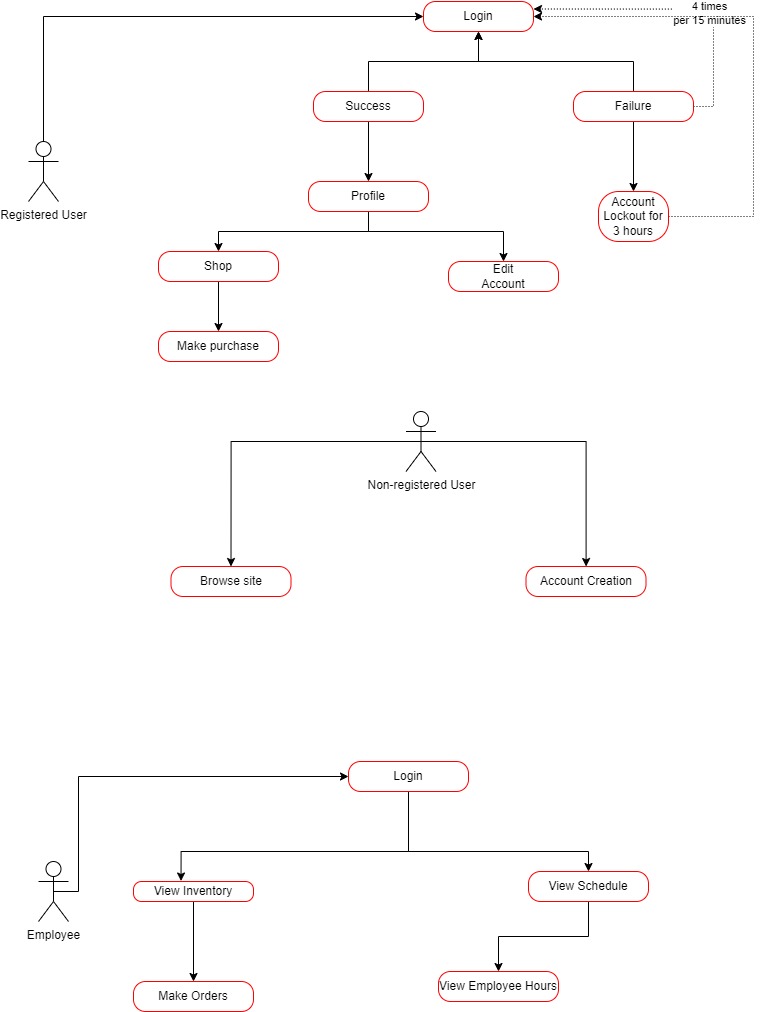 Login
4 times
per 15 minutes
Success
Failure
Registered User
Profile
Account
Lockout for
3 hours
Shop
Edit
Account
Make purchase
Non-registered User
Browse site
Account Creation
Login
View Inventory
View Schedule
Employee
Make Orders
View Employee Hours